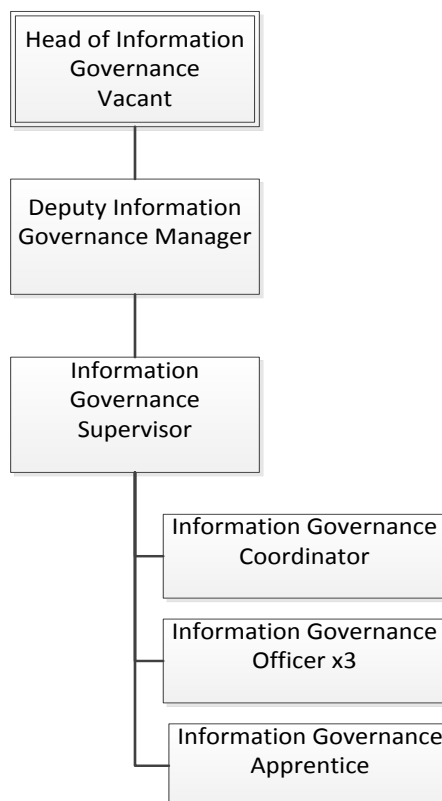 Head of Information
Governance
Vacant
Deputy Information
Governance Manager
Information
Governance
Supervisor
Information Governance
Coordinator
Information Governance
Officer x3
Information Governance
Apprentice